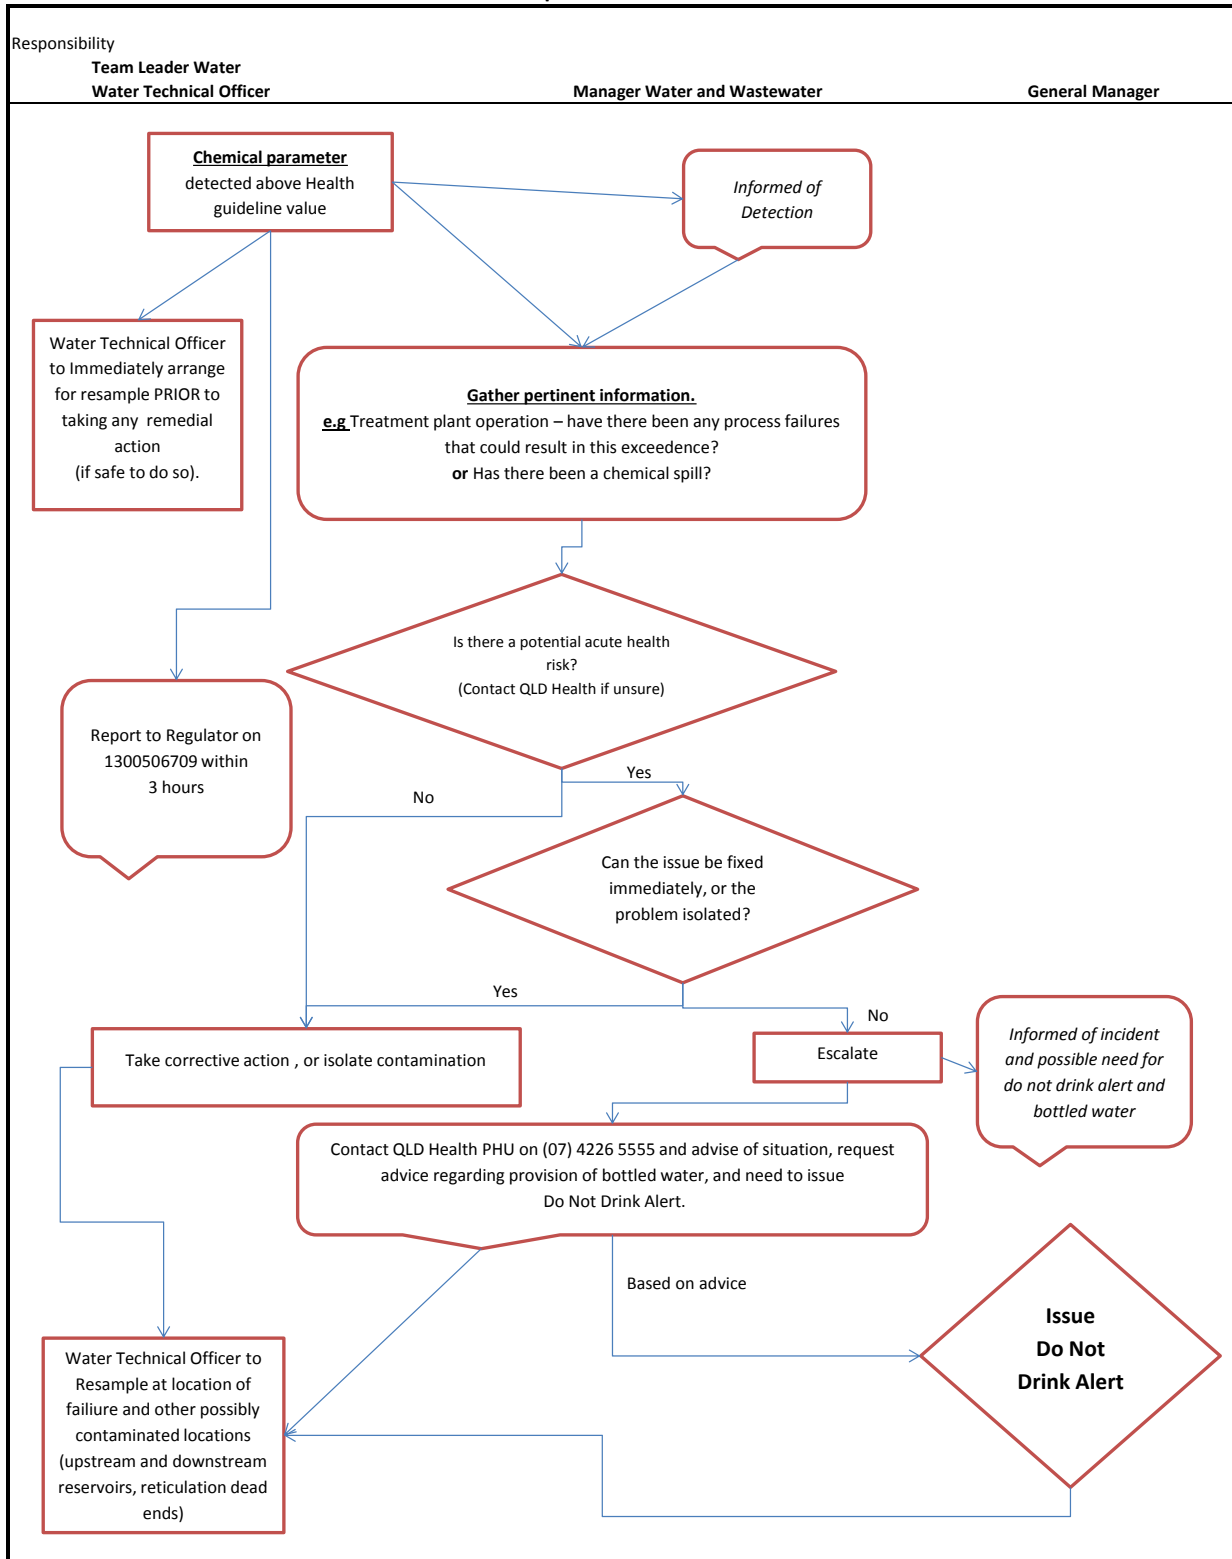 Responsibility
Team Leader Water
Water Technical Officer
Manager Water and Wastewater
General Manager
Chemical parameter
detected above Health
guideline value
Informed of
Detection
Water Technical Officer
to Immediately arrange
for resample PRIOR to
taking any remedial
action
(if safe to do so).
Gather pertinent information.
e.g Treatment plant operation – have there been any process failures
that could result in this exceedence?
or Has there been a chemical spill?
Is there a potential acute health
risk?
(Contact QLD Health if unsure)
Report to Regulator on
1300506709 within
3 hours
Yes
No
Can the issue be fixed
immediately, or the
problem isolated?
Yes
No
Take corrective action , or isolate contamination
Escalate
Informed of incident
and possible need for
do not drink alert and
bottled water
Contact QLD Health PHU on (07) 4226 5555 and advise of situation, request
advice regarding provision of bottled water, and need to issue
Do Not Drink Alert.
Based on advice
Issue
Do Not
Drink Alert
Water Technical Officer to
Resample at location of
failiure and other possibly
contaminated locations
(upstream and downstream
reservoirs, reticulation dead
ends)